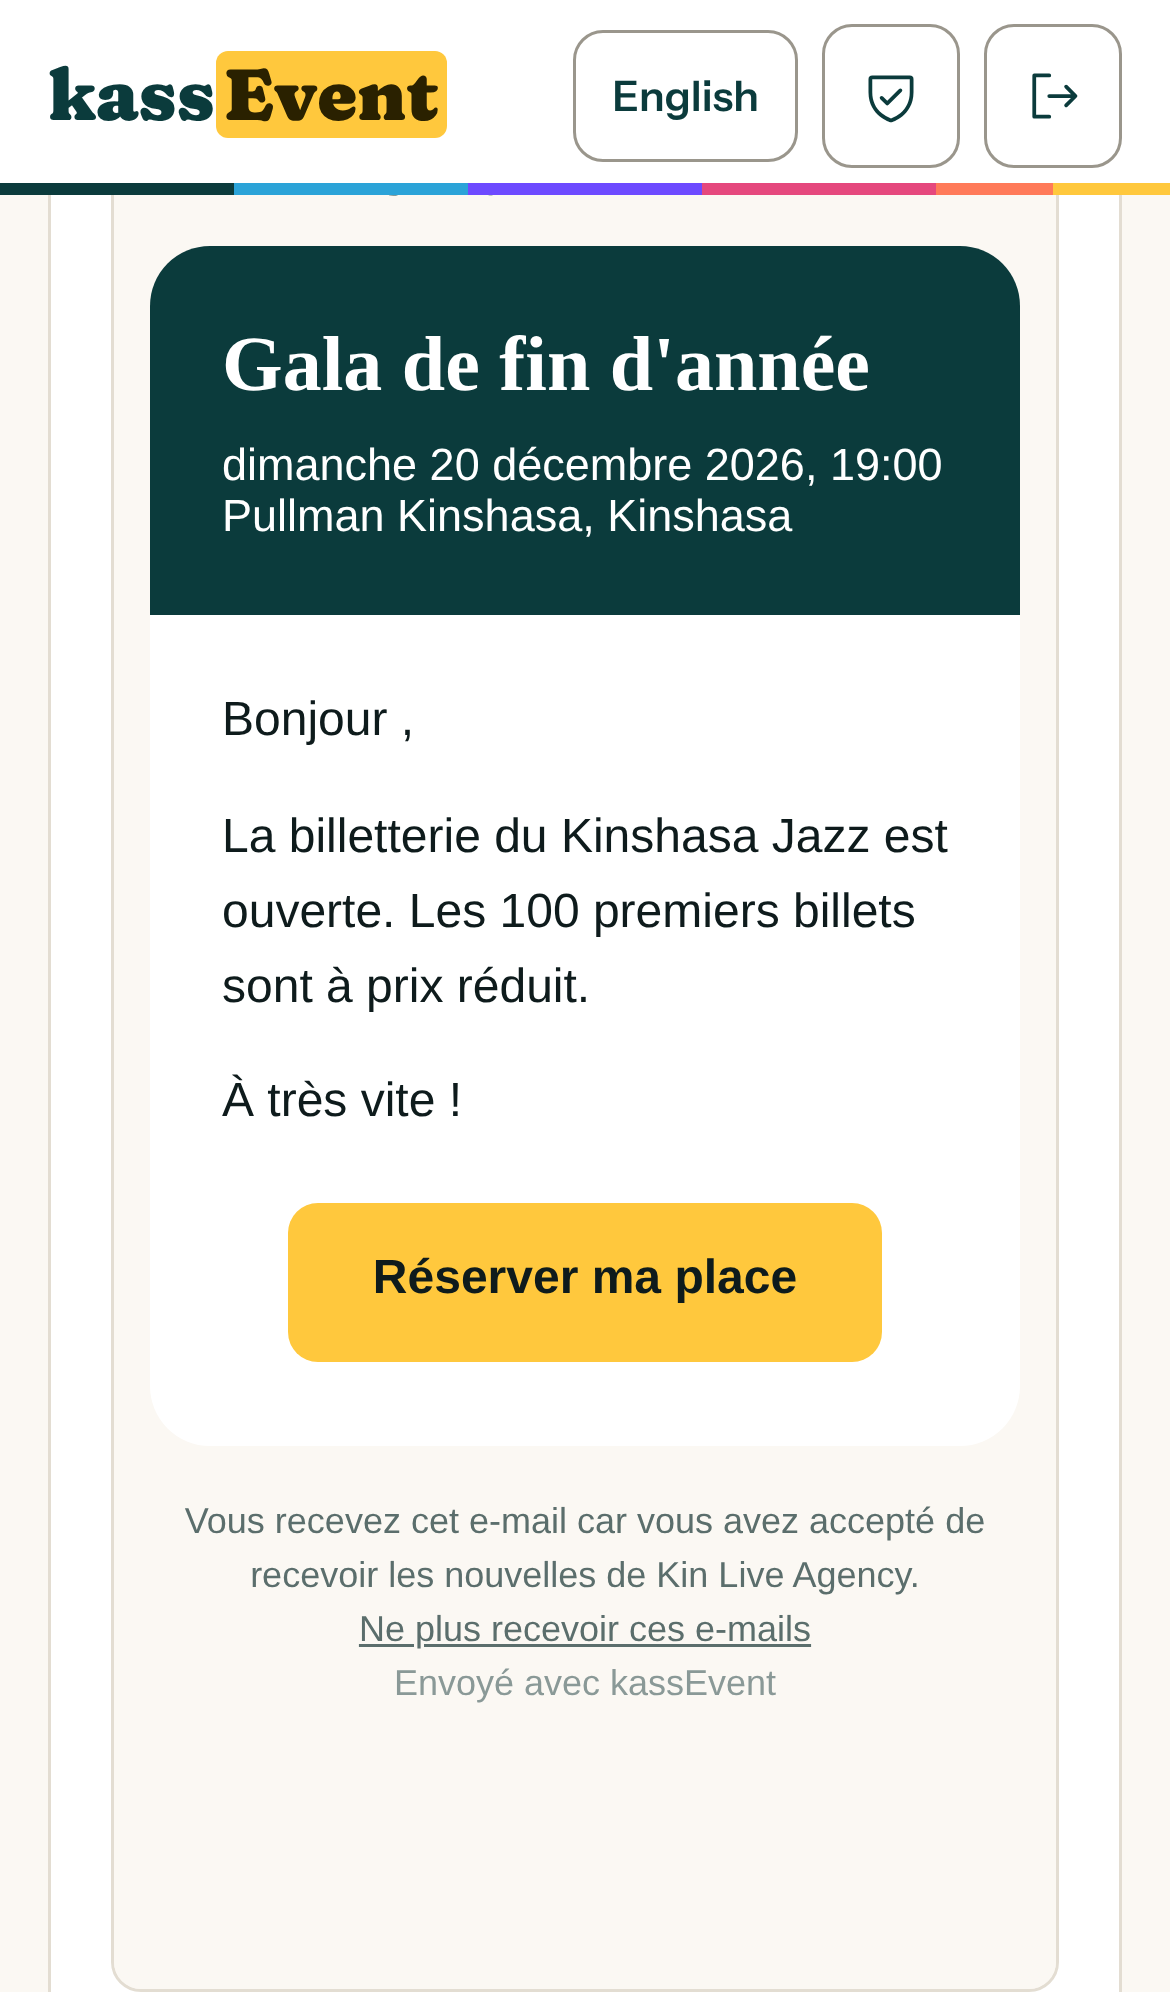 kassEvent
English
Gala de fin d'année
dimanche 20 décembre 2026, 19:00
Pullman Kinshasa, Kinshasa
Bonjour ,
La billetterie du Kinshasa Jazz est
ouverte. Les 100 premiers billets
sont à prix réduit.
À très vite !
Réserver ma place
Vous recevez cet e-mail car vous avez accepté de
recevoir les nouvelles de Kin Live Agency.
Ne plus recevoir ces e-mails
Envoyé avec kassEvent